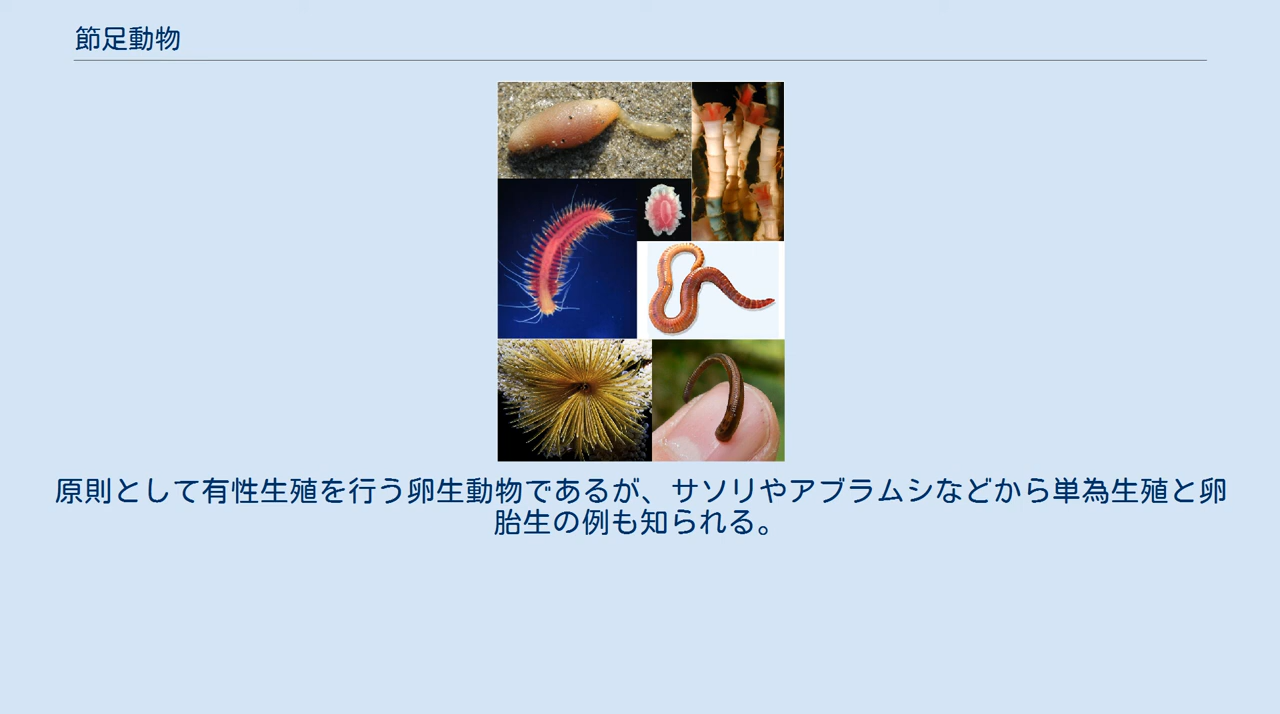 節足動物
原則として有性生殖を行う卵生動物であるが、サソリやアブラムシなどから単為生殖と卵
胎生の例も知られる。